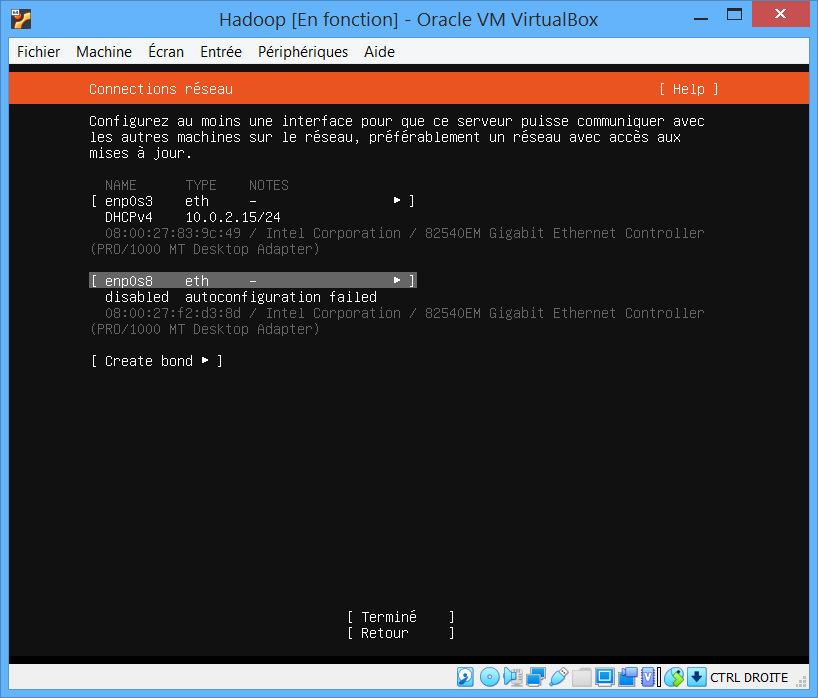 Hadoop [En fonction] - Oracle VM VirtualBox
Fichier Machine Écran Entrée Périphériques Aide
Connections réseau [ Help ]
Configurez au moins une interface pour que ce serveur puisse communiquer avec
les autres machines sur le réseau, préférablement un réseau avec accès aux
mises à jour.
NAME TYPE NOTES
[ enp0s3 eth – ▸ ]
DHCPv4 10.0.2.15/24
08:00:27:83:9c:49 / Intel Corporation / 82540EM Gigabit Ethernet Controller
(PRO/1000 MT Desktop Adapter)
[ enp0s8 eth – ▸ ]
disabled autoconfiguration failed
08:00:27:f2:d3:8d / Intel Corporation / 82540EM Gigabit Ethernet Controller
(PRO/1000 MT Desktop Adapter)
[ Create bond ▸ ]
[ Terminé ]
[ Retour ]
CTRL DROITE